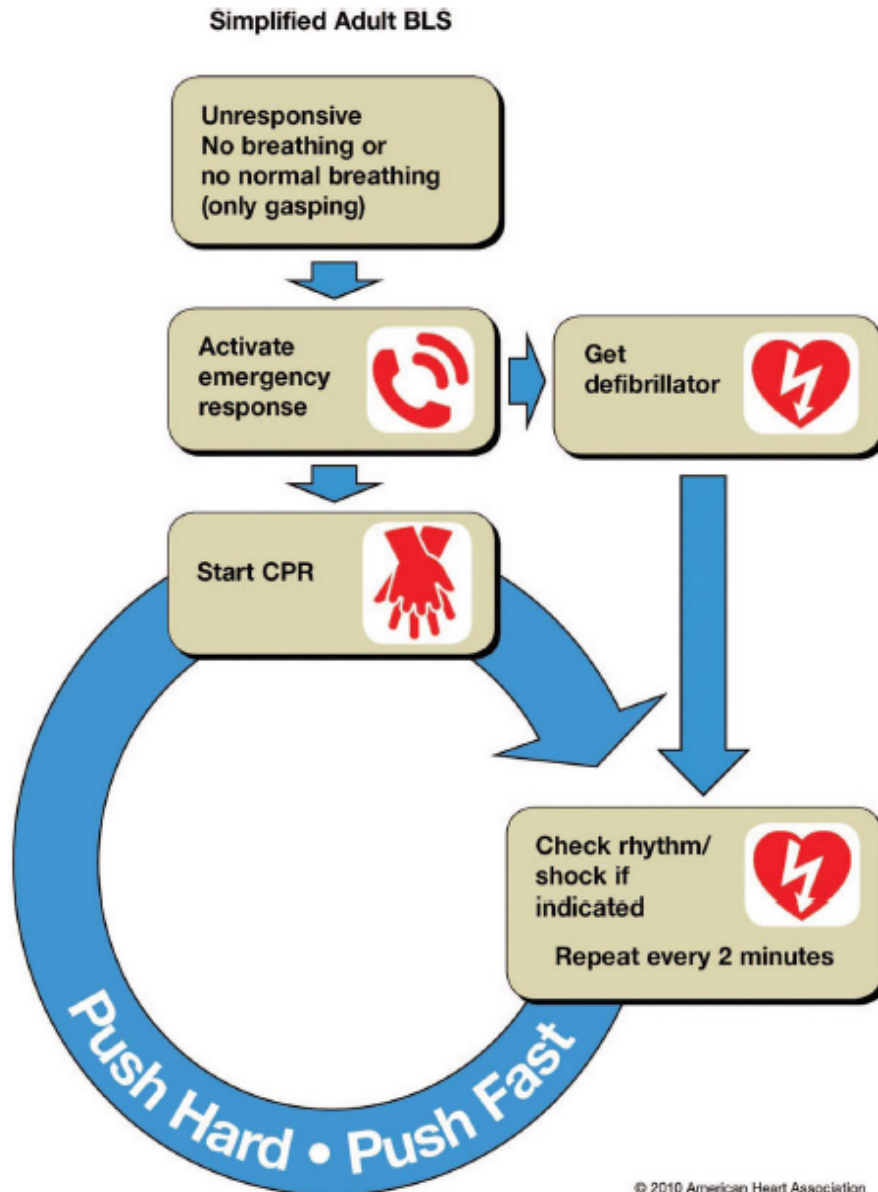 Simplified Adult BLS
Unresponsive
No breathing or
no normal breathing
(only gasping)
Activate
emergency
response
Get
defibrillator
Start CPR
Check rhythm/
shock if
indicated
Repeat every 2 minutes
Push Hard • Push Fast
© 2010 American Heart Association